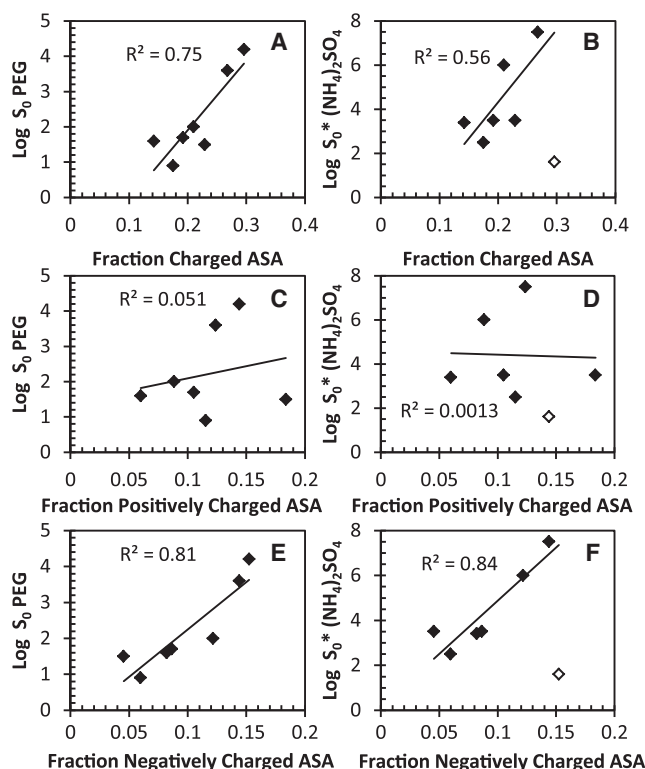 5
4
3
2
1
0
Log S₀ PEG
R² = 0.75
A
0 0.1 0.2 0.3 0.4
Fraction Charged ASA
8
6
4
2
0
Log S₀* (NH₄)₂SO₄
R² = 0.56
B
0 0.1 0.2 0.3 0.4
Fraction Charged ASA
5
4
3
2
1
0
Log S₀ PEG
R² = 0.051
C
0 0.05 0.1 0.15 0.2
Fraction Positively Charged ASA
8
6
4
2
0
Log S₀* (NH₄)₂SO₄
D
R² = 0.0013
0 0.05 0.1 0.15 0.2
Fraction Positively Charged ASA
5
4
3
2
1
0
Log S₀ PEG
R² = 0.81
E
0 0.05 0.1 0.15 0.2
Fraction Negatively Charged ASA
8
6
4
2
0
Log S₀* (NH₄)₂SO₄
R² = 0.84
F
0 0.05 0.1 0.15 0.2
Fraction Negatively Charged ASA